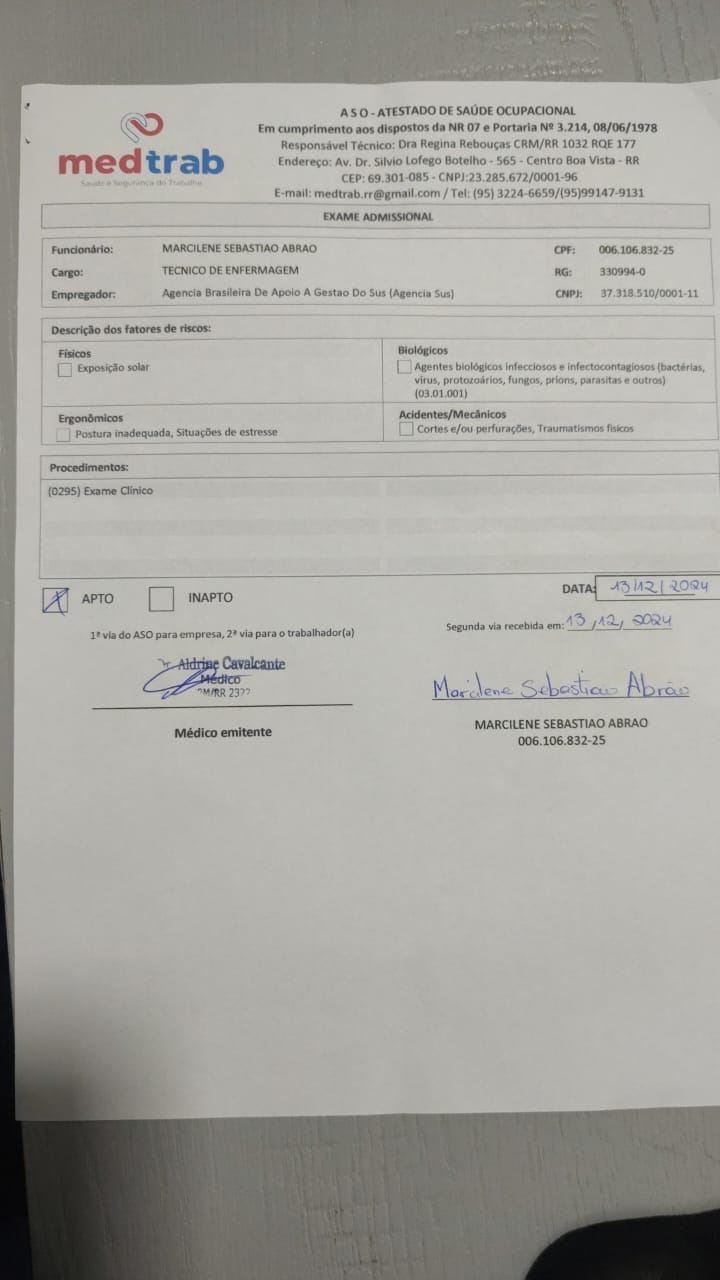 medtrab
Saúde e Segurança do Trabalho
A S O - ATESTADO DE SAÚDE OCUPACIONAL
Em cumprimento aos dispostos da NR 07 e Portaria Nº 3.214, 08/06/1978
Responsável Técnico: Dra Regina Rebouças CRM/RR 1032 RQE 177
Endereço: Av. Dr. Silvio Lofego Botelho - 565 - Centro Boa Vista - RR
CEP: 69.301-085 - CNPJ:23.285.672/0001-96
E-mail: medtrab.rr@gmail.com / Tel: (95) 3224-6659/(95)99147-9131
EXAME ADMISSIONAL
Funcionário: MARCILENE SEBASTIAO ABRAO CPF: 006.106.832-25
Cargo: TECNICO DE ENFERMAGEM RG: 330994-0
Empregador: Agencia Brasileira De Apoio A Gestao Do Sus (Agencia Sus) CNPJ: 37.318.510/0001-11
Descrição dos fatores de riscos:
Físicos
Exposição solar
Biológicos
Agentes biológicos infecciosos e infectocontagiosos (bactérias,
vírus, protozoários, fungos, príons, parasitas e outros)
(03.01.001)
Ergonômicos
Postura inadequada, Situações de estresse
Acidentes/Mecânicos
Cortes e/ou perfurações, Traumatismos físicos
Procedimentos:
(0295) Exame Clínico
X APTO INAPTO
DATA: 13/12/2024
1ª via do ASO para empresa, 2ª via para o trabalhador(a)
Segunda via recebida em: 13/12/2024
Aldrine Cavalcante
Médico
Médico emitente
Marcilene Sebastião Abrão
MARCILENE SEBASTIAO ABRAO
006.106.832-25